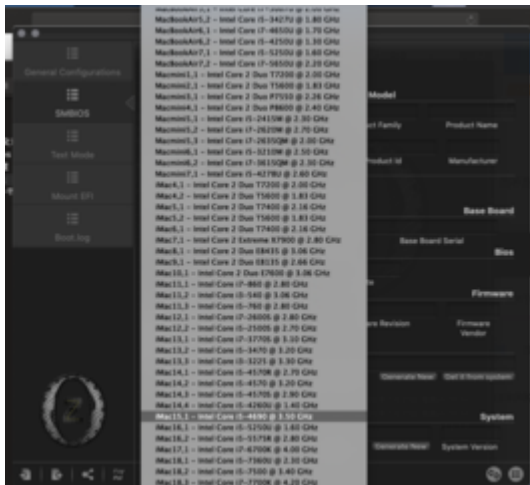 MacBookAir5,2 - Intel Core i5-3427U @ 1.80 GHz
MacBookAir6,1 - Intel Core i7-4650U @ 1.70 GHz
MacBookAir6,2 - Intel Core i5-4250U @ 1.30 GHz
MacBookAir7,1 - Intel Core i5-5250U @ 1.60 GHz
MacBookAir7,2 - Intel Core i7-5650U @ 2.20 GHz
Macmini1,1 - Intel Core 2 Duo T7200 @ 2.00 GHz
Macmini2,1 - Intel Core 2 Duo T5600 @ 1.83 GHz
Macmini3,1 - Intel Core 2 Duo P7550 @ 2.26 GHz
Macmini4,1 - Intel Core 2 Duo P8600 @ 2.40 GHz
Macmini5,1 - Intel Core i5-2415M @ 2.30 GHz
Macmini5,2 - Intel Core i7-2620M @ 2.70 GHz
Macmini5,3 - Intel Core i7-2635QM @ 2.00 GHz
Macmini6,1 - Intel Core i5-3210M @ 2.50 GHz
Macmini6,2 - Intel Core i7-3615QM @ 2.30 GHz
Macmini7,1 - Intel Core i5-4278U @ 2.60 GHz
iMac4,1 - Intel Core 2 Duo T7200 @ 2.00 GHz
iMac4,2 - Intel Core 2 Duo T5600 @ 1.83 GHz
iMac5,1 - Intel Core 2 Duo T7400 @ 2.16 GHz
iMac5,2 - Intel Core 2 Duo T5600 @ 1.83 GHz
iMac6,1 - Intel Core 2 Duo T7400 @ 2.16 GHz
iMac7,1 - Intel Core 2 Extreme X7900 @ 2.80 GHz
iMac8,1 - Intel Core 2 Duo E8435 @ 3.06 GHz
iMac9,1 - Intel Core 2 Duo E8135 @ 2.66 GHz
iMac10,1 - Intel Core 2 Duo E7600 @ 3.06 GHz
iMac11,1 - Intel Core i7-860 @ 2.80 GHz
iMac11,2 - Intel Core i3-540 @ 3.06 GHz
iMac11,3 - Intel Core i5-760 @ 2.80 GHz
iMac12,1 - Intel Core i7-2600S @ 2.80 GHz
iMac12,2 - Intel Core i5-2500S @ 2.70 GHz
iMac13,1 - Intel Core i7-3770S @ 3.10 GHz
iMac13,2 - Intel Core i5-3470 @ 3.20 GHz
iMac13,3 - Intel Core i3-3225 @ 3.30 GHz
iMac14,1 - Intel Core i5-4570R @ 2.70 GHz
iMac14,2 - Intel Core i5-4570 @ 3.20 GHz
iMac14,3 - Intel Core i5-4570S @ 2.90 GHz
iMac14,4 - Intel Core i5-4260U @ 1.40 GHz
iMac15,1 - Intel Core i5-4690 @ 3.50 GHz
iMac16,1 - Intel Core i5-5250U @ 1.60 GHz
iMac16,2 - Intel Core i5-5575R @ 2.80 GHz
iMac17,1 - Intel Core i7-6700K @ 4.00 GHz
iMac18,1 - Intel Core i5-7360U @ 2.30 GHz
iMac18,2 - Intel Core i5-7500 @ 3.40 GHz
iMac18,3 - Intel Core i7-7700K @ 4.20 GHz
General Configurations
SMBIOS
Text Mode
Mount EFI
Boot.log
Model
Family
Product Name
Product Id
Manufacturer
Base Board
Base Board Serial
Bios
Firmware
Revision
Firmware
Vendor
Generate New
Get it from system
System
Generate New
System Version